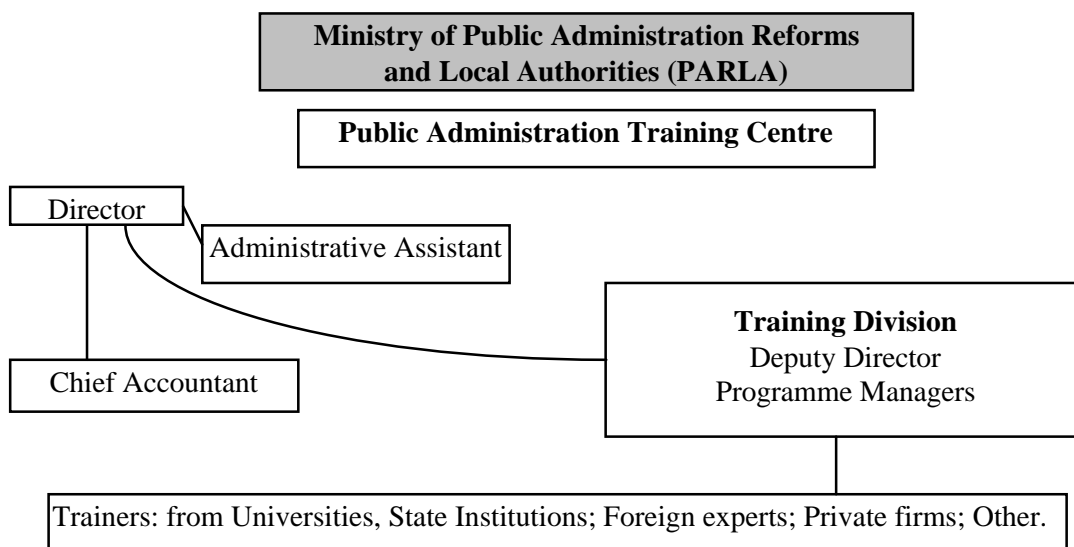 Ministry of Public Administration Reforms
and Local Authorities (PARLA)
Public Administration Training Centre
Director
Administrative Assistant
Training Division
Deputy Director
Programme Managers
Chief Accountant
Trainers: from Universities, State Institutions; Foreign experts; Private firms; Other.